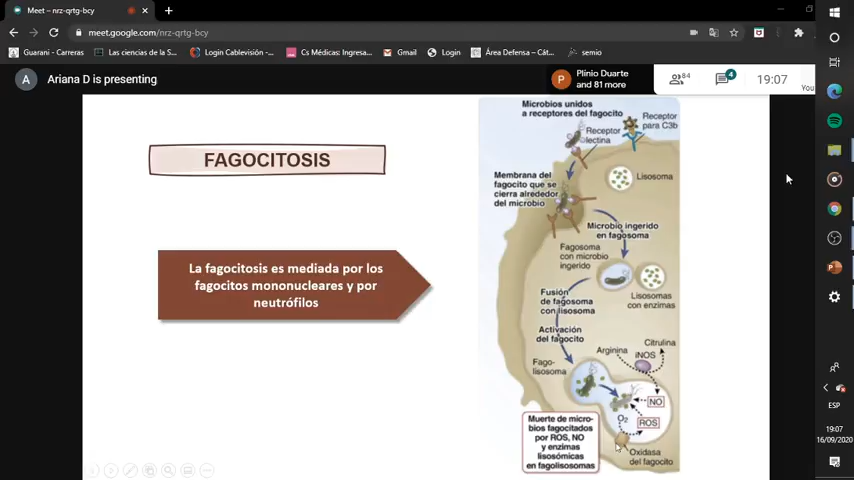 Meet – nrz-qrtg-bcy
meet.google.com/nrz-qrtg-bcy
Guarani - Carreras
Las ciencias de la S...
Login Cablevisión...
Cs Médicas: Ingresa...
Gmail
Login
Área Defensa – Cát...
semio
A
Ariana D is presenting
P
Plinio Duarte
and 81 more
84
4
19:07
You
FAGOCITOSIS
La fagocitosis es mediada por los
fagocitos mononucleares y por
neutrófilos
Microbios unidos
a receptores del fagocito
Receptor
para C3b
Receptor
lectina
Lisosoma
Membrana del
fagocito que se
cierra alrededor
del microbio
Microbio ingerido
en fagosoma
Fagosoma
con microbio
ingerido
Lisosomas
con enzimas
Fusión
de fagosoma
con lisosoma
Activación
del fagocito
Citrulina
Arginina
iNOS
Fago-
lisosoma
NO
O2
ROS
Muerte de micro-
bios fagocitados
por ROS, NO
y enzimas
lisosómicas
en fagolisosomas
Oxidasa
del fagocito
ESP
19:07
16/09/2020